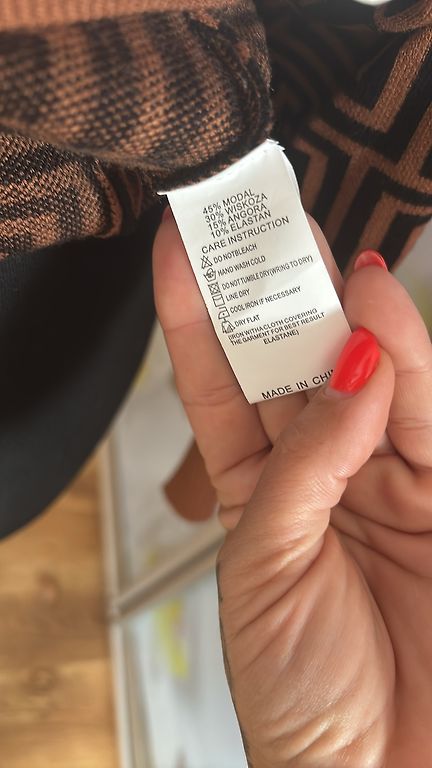 45% MODAL
30% WISKOZA
15% ANGORA
10% ELASTAN
CARE INSTRUCTION
DO NOTBLEACH
HAND WASH COLD
DO NOT TUMBLE DRY(WRING TO DRY)
LINE DRY
COOL IRON IF NECESSARY
DRY FLAT
(IRON WITH A CLOTH COVERING
THE GARMENT FOR BEST RESULT
ELASTANE)
MADE IN CHI